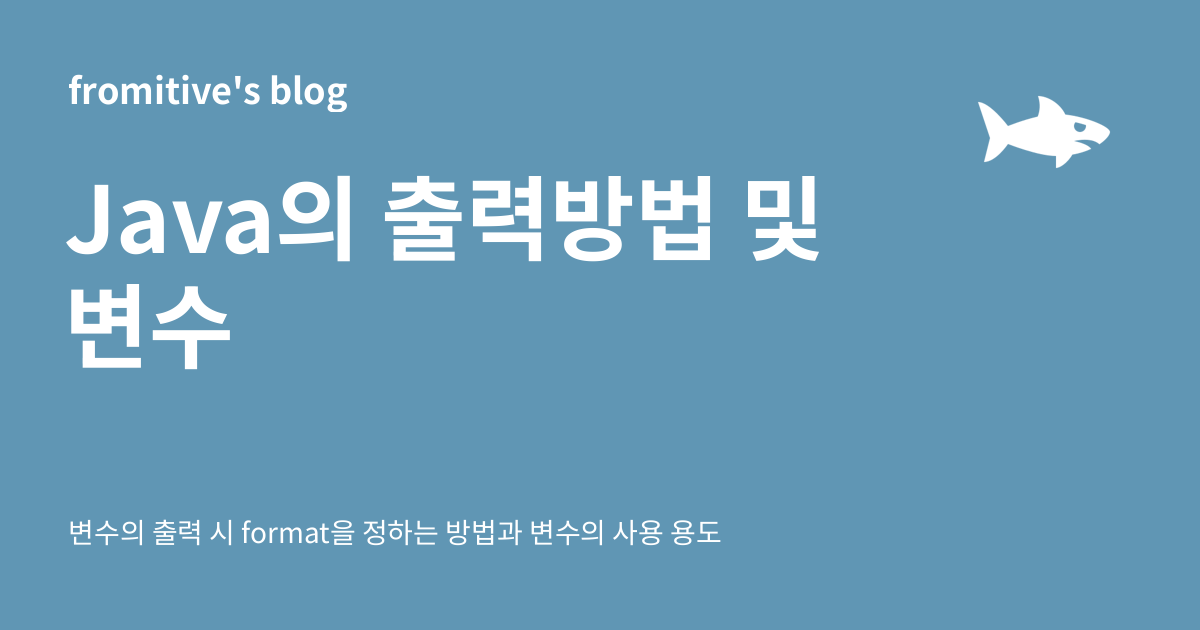 fromitive's blog
Java의 출력방법 및
변수
변수의 출력 시 format을 정하는 방법과 변수의 사용 용도